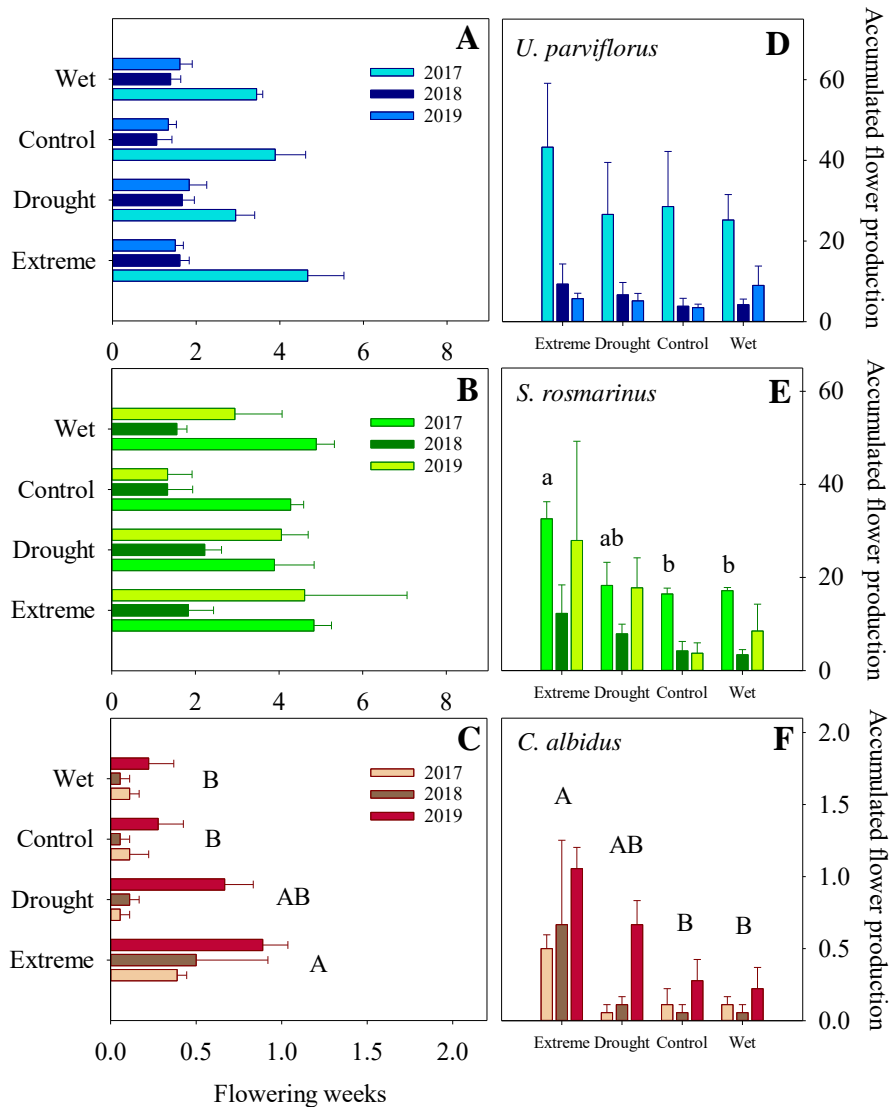 A
Wet
Control
Drought
Extreme
2017
2018
2019
0 2 4 6 8
D
U. parviflorus
60
40
20
0
Extreme Drought Control Wet
Accumulated flower production
B
Wet
Control
Drought
Extreme
2017
2018
2019
0 2 4 6 8
E
S. rosmarinus
a
ab
b
b
60
40
20
0
Extreme Drought Control Wet
Accumulated flower production
C
Wet
Control
Drought
Extreme
B
B
AB
A
2017
2018
2019
0.0 0.5 1.0 1.5 2.0
Flowering weeks
F
C. albidus
A
AB
B
B
2.0
1.5
1.0
0.5
0.0
Extreme Drought Control Wet
Accumulated flower production